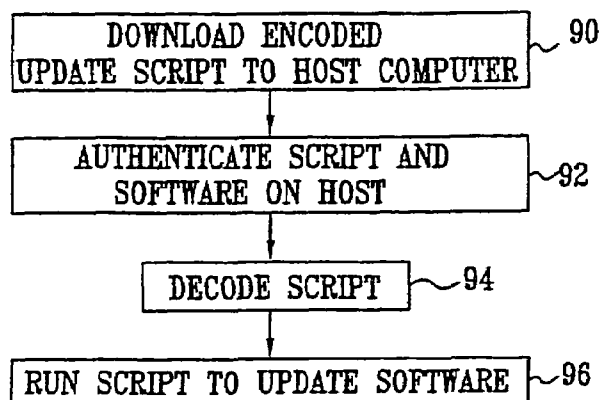 DOWNLOAD ENCODED
UPDATE SCRIPT TO HOST COMPUTER
90
AUTHENTICATE SCRIPT AND
SOFTWARE ON HOST
92
DECODE SCRIPT
94
RUN SCRIPT TO UPDATE SOFTWARE
96